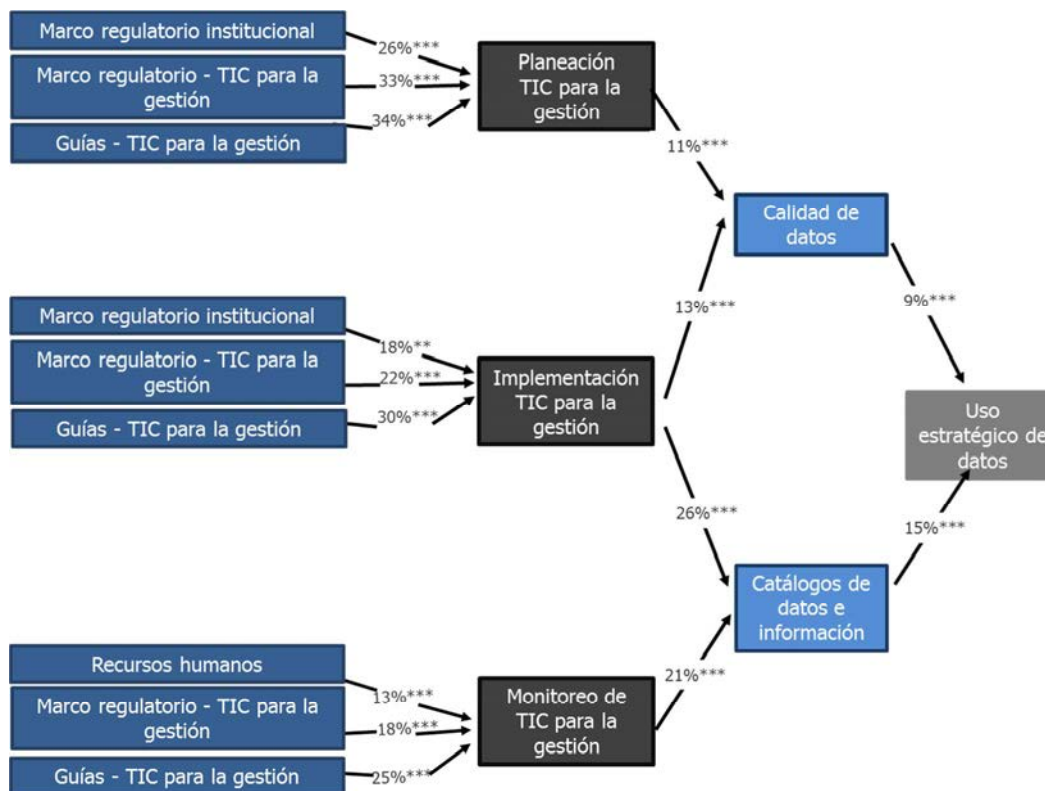 Marco regulatorio institucional
26%***
Marco regulatorio - TIC para la
gestión
33%***
34%***
Guías - TIC para la gestión
Planeación
TIC para la
gestión
11%***
Calidad de
datos
13%***
9%***
Marco regulatorio institucional
18%**
Marco regulatorio - TIC para la
gestión
22%***
Guías - TIC para la gestión
30%***
Implementación
TIC para la
gestión
Uso
estratégico de
datos
26%***
15%***
Catálogos de
datos e
información
Recursos humanos
13%***
Marco regulatorio - TIC para la
gestión
18%***
Guías - TIC para la gestión
25%***
Monitoreo de
TIC para la
gestión
21%***